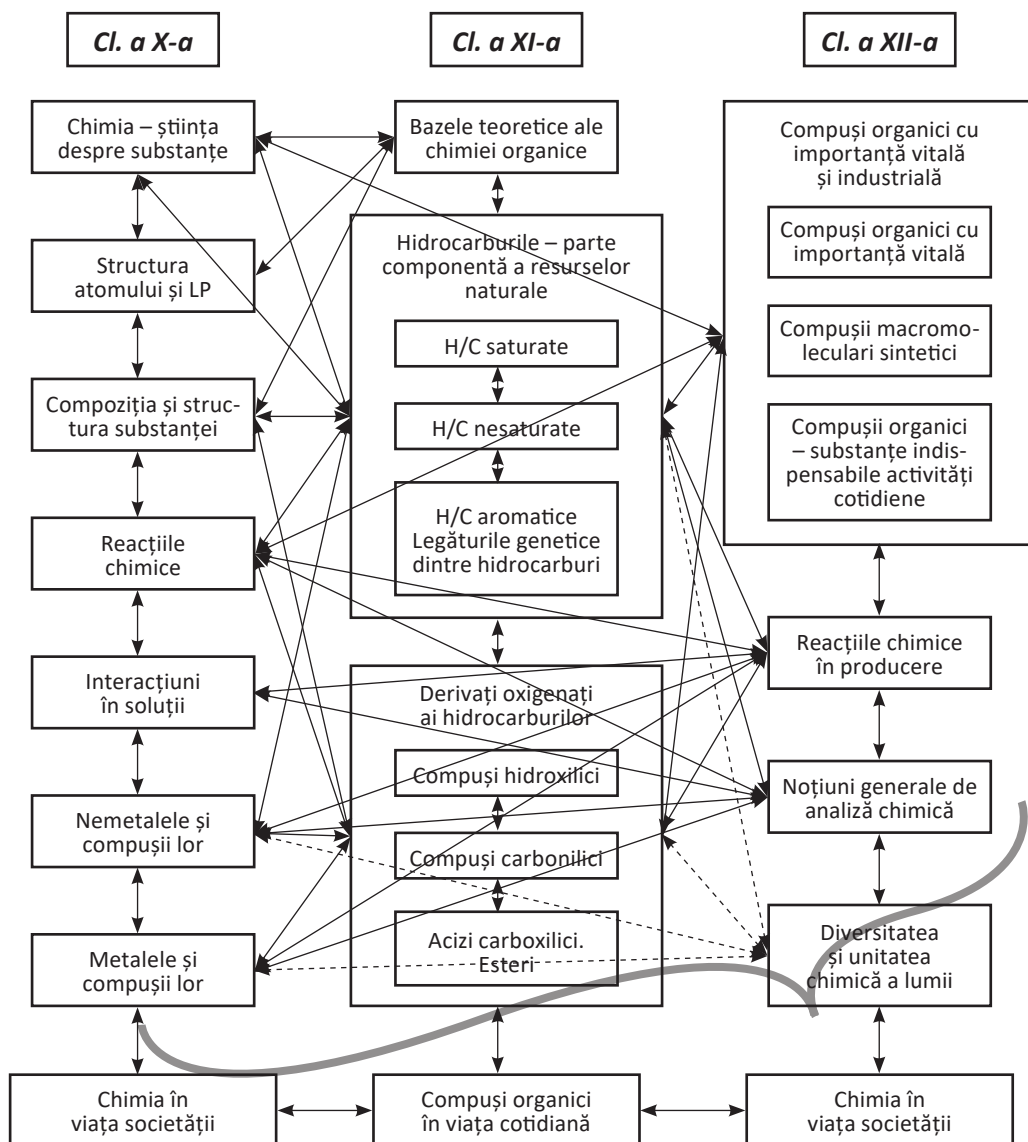 Cl. a X-a
Cl. a XI-a
Cl. a XII-a
Chimia – știința
despre substanțe
Structura
atomului și LP
Compoziția și struc-
tura substanței
Reacțiile
chimice
Interacțiuni
în soluții
Nemetalele și
compușii lor
Metalele și
compușii lor
Chimia în
viața societății
Bazele teoretice ale
chimiei organice
Hidrocarburile – parte
componentă a resurselor
naturale
H/C saturate
H/C nesaturate
H/C aromatice
Legăturile genetice
dintre hidrocarburi
Derivați oxigenați
ai hidrocarburilor
Compuși hidroxilici
Compuși carbonilici
Acizi carboxilici.
Esteri
Compuși organici
în viața cotidiană
Compuși organici cu
importanță vitală
și industrială
Compuși organici cu
importanță vitală
Compușii macromo-
leculari sintetici
Compușii organici
– substanțe indis-
pensabile activități
cotidiene
Reacțiile chimice
în producere
Noțiuni generale de
analiză chimică
Diversitatea
și unitatea
chimică a lumii
Chimia în
viața societății